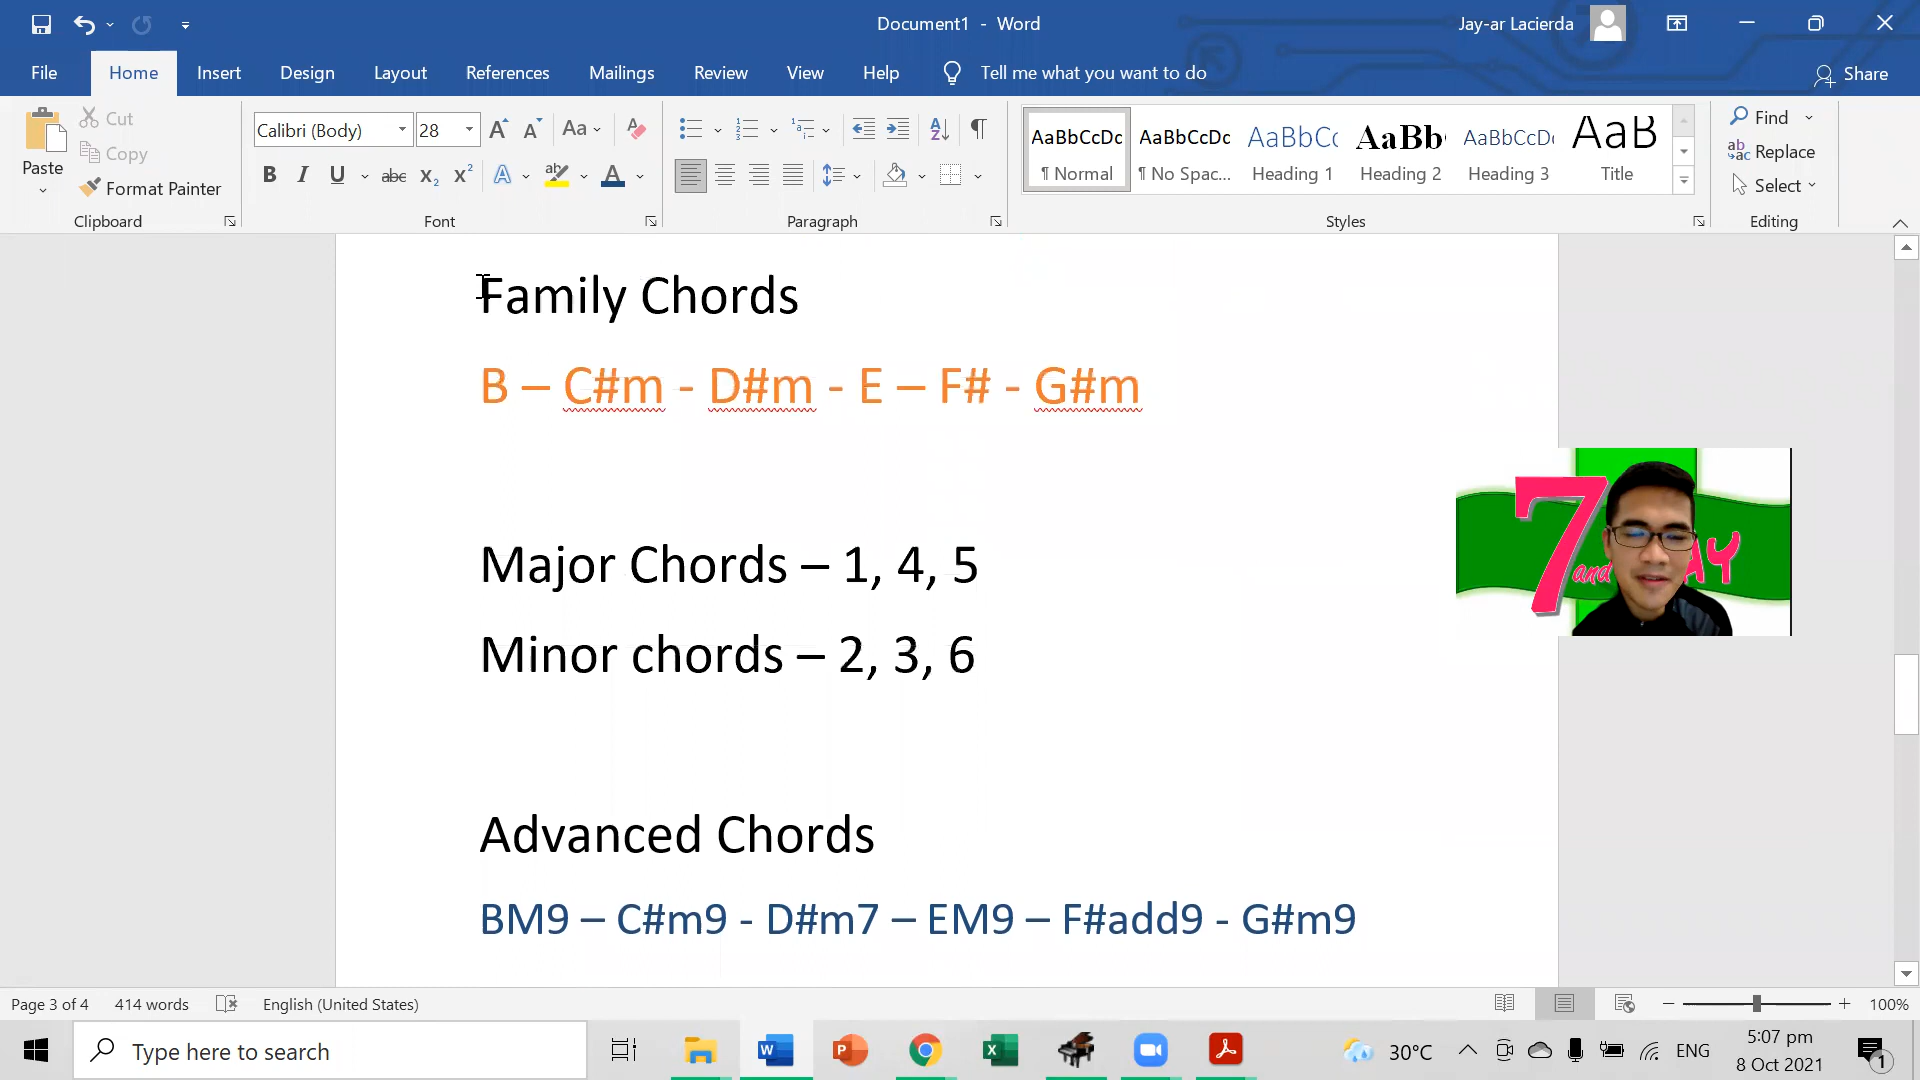 Document1 - Word
Jay-ar Lacierda
File Home Insert Design Layout References Mailings Review View Help Tell me what you want to do Share
Paste
Cut
Copy
Format Painter
Clipboard
Calibri (Body) 28
Font
Paragraph
AaBbCcDc AaBbCcDc AaBbCc AaBb AaBbCcD AaB
¶ Normal ¶ No Spac... Heading 1 Heading 2 Heading 3 Title
Styles
Find
Replace
Select
Editing
Family Chords
B – C#m - D#m - E – F# - G#m
Major Chords – 1, 4, 5
Minor chords – 2, 3, 6
Advanced Chords
BM9 – C#m9 - D#m7 – EM9 – F#add9 - G#m9
7 and
Page 3 of 4 414 words English (United States) 100%
Type here to search
30°C ENG
5:07 pm
8 Oct 2021
1